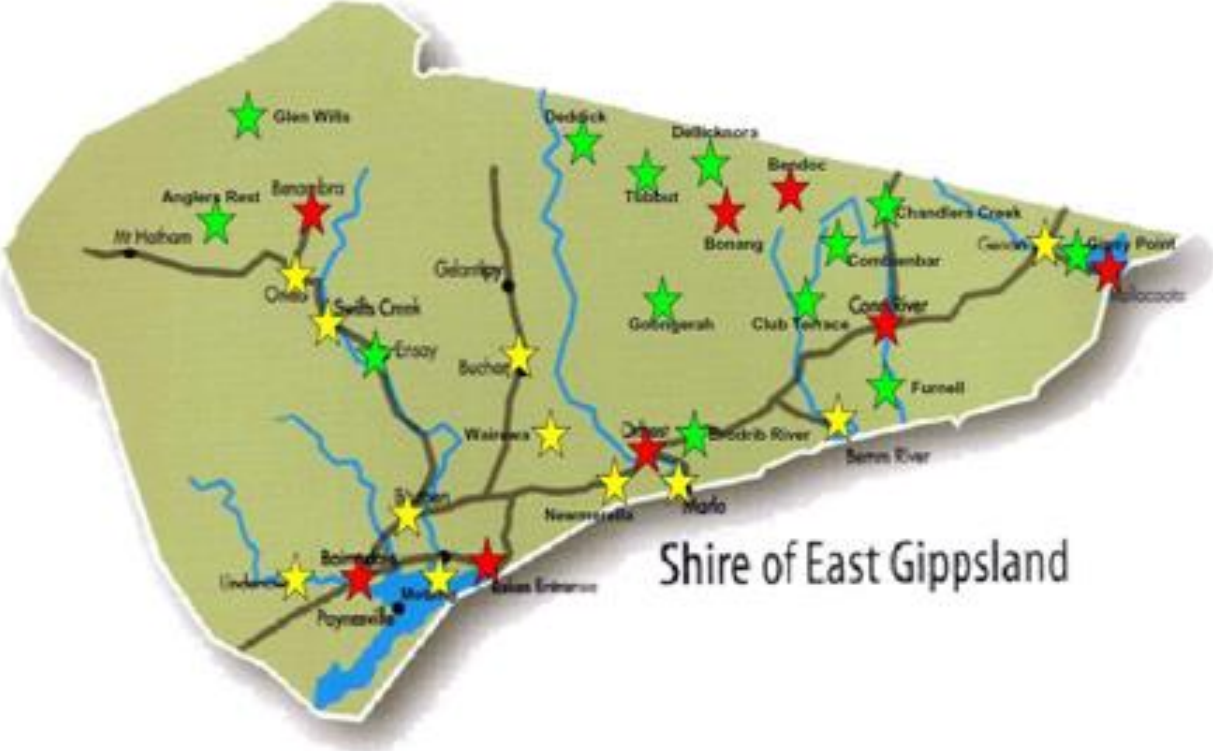 Glen Wills
Deddick
Dellicknora
Bendoc
Tubbut
Anglers Rest
Benambra
Chandlers Creek
Bonang
Mt Hotham
Genoa
Gipsy Point
Combienbar
Gelantipy
Omeo
Mallacoota
Swifts Creek
Cann River
Goongerah
Club Terrace
Ensay
Buchan
Furnell
Wairewa
Orbost
Brodrib River
Bemm River
Bruthen
Newmerella
Marlo
Bairnsdale
Shire of East Gippsland
Lindenow
Metung
Lakes Entrance
Paynesville